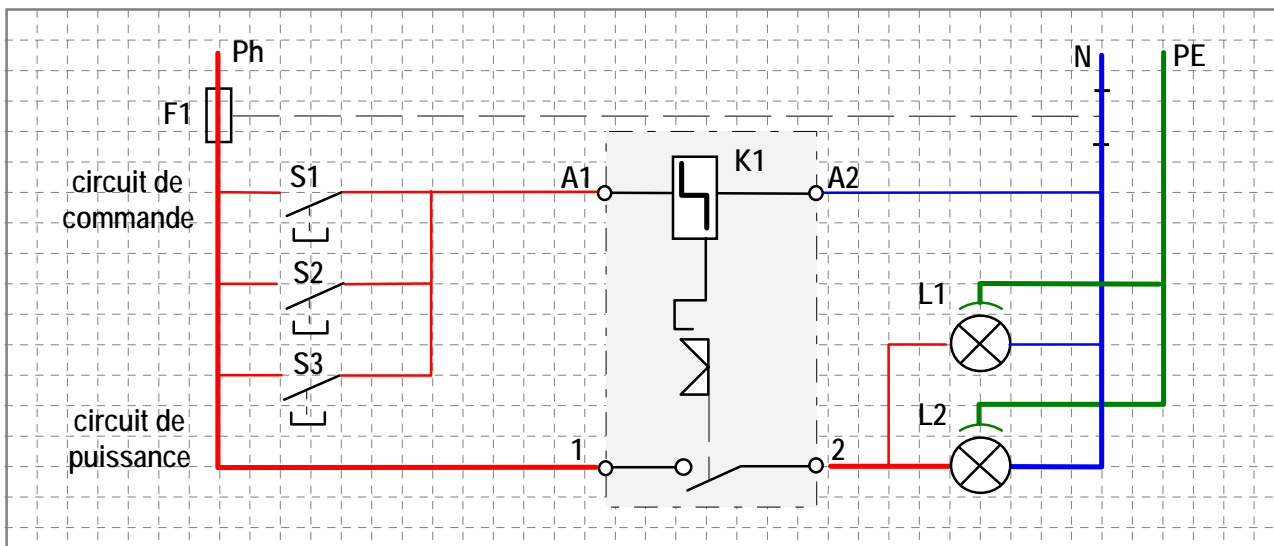 Ph
N
PE
F1
circuit de
commande
S1
A1
K1
A2
S2
L1
S3
circuit de
puissance
L2
1
2